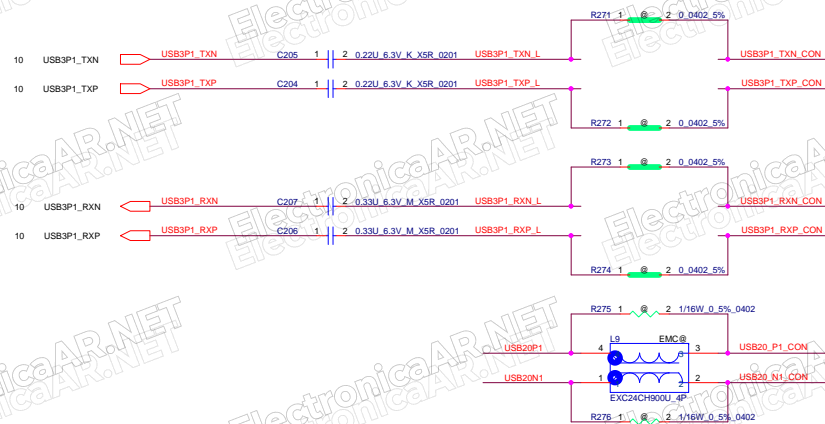 R271 1 @ 2 0_0402_5%
10 USB3P1_TXN USB3P1_TXN C205 1 2 0.22U_6.3V_K_X5R_0201 USB3P1_TXN_L USB3P1_TXN_CON
10 USB3P1_TXP USB3P1_TXP C204 1 2 0.22U_6.3V_K_X5R_0201 USB3P1_TXP_L USB3P1_TXP_CON
R272 1 @ 2 0_0402_5%
R273 1 @ 2 0_0402_5%
10 USB3P1_RXN USB3P1_RXN C207 1 2 0.33U_6.3V_M_X5R_0201 USB3P1_RXN_L USB3P1_RXN_CON
10 USB3P1_RXP USB3P1_RXP C206 1 2 0.33U_6.3V_M_X5R_0201 USB3P1_RXP_L USB3P1_RXP_CON
R274 1 @ 2 0_0402_5%
R275 1 @ 2 1/16W_0_5%_0402
L9 EMC@
USB20P1 4 3 USB20_P1_CON
USB20N1 1 2 USB20_N1_CON
EXC24CH900U_4P
R276 1 @ 2 1/16W_0_5%_0402
ElectronicaAR.NET